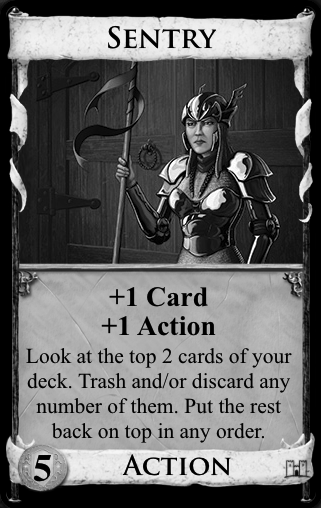 SENTRY
+1 Card
+1 Action
Look at the top 2 cards of your
deck. Trash and/or discard any
number of them. Put the rest
back on top in any order.
5 ACTION